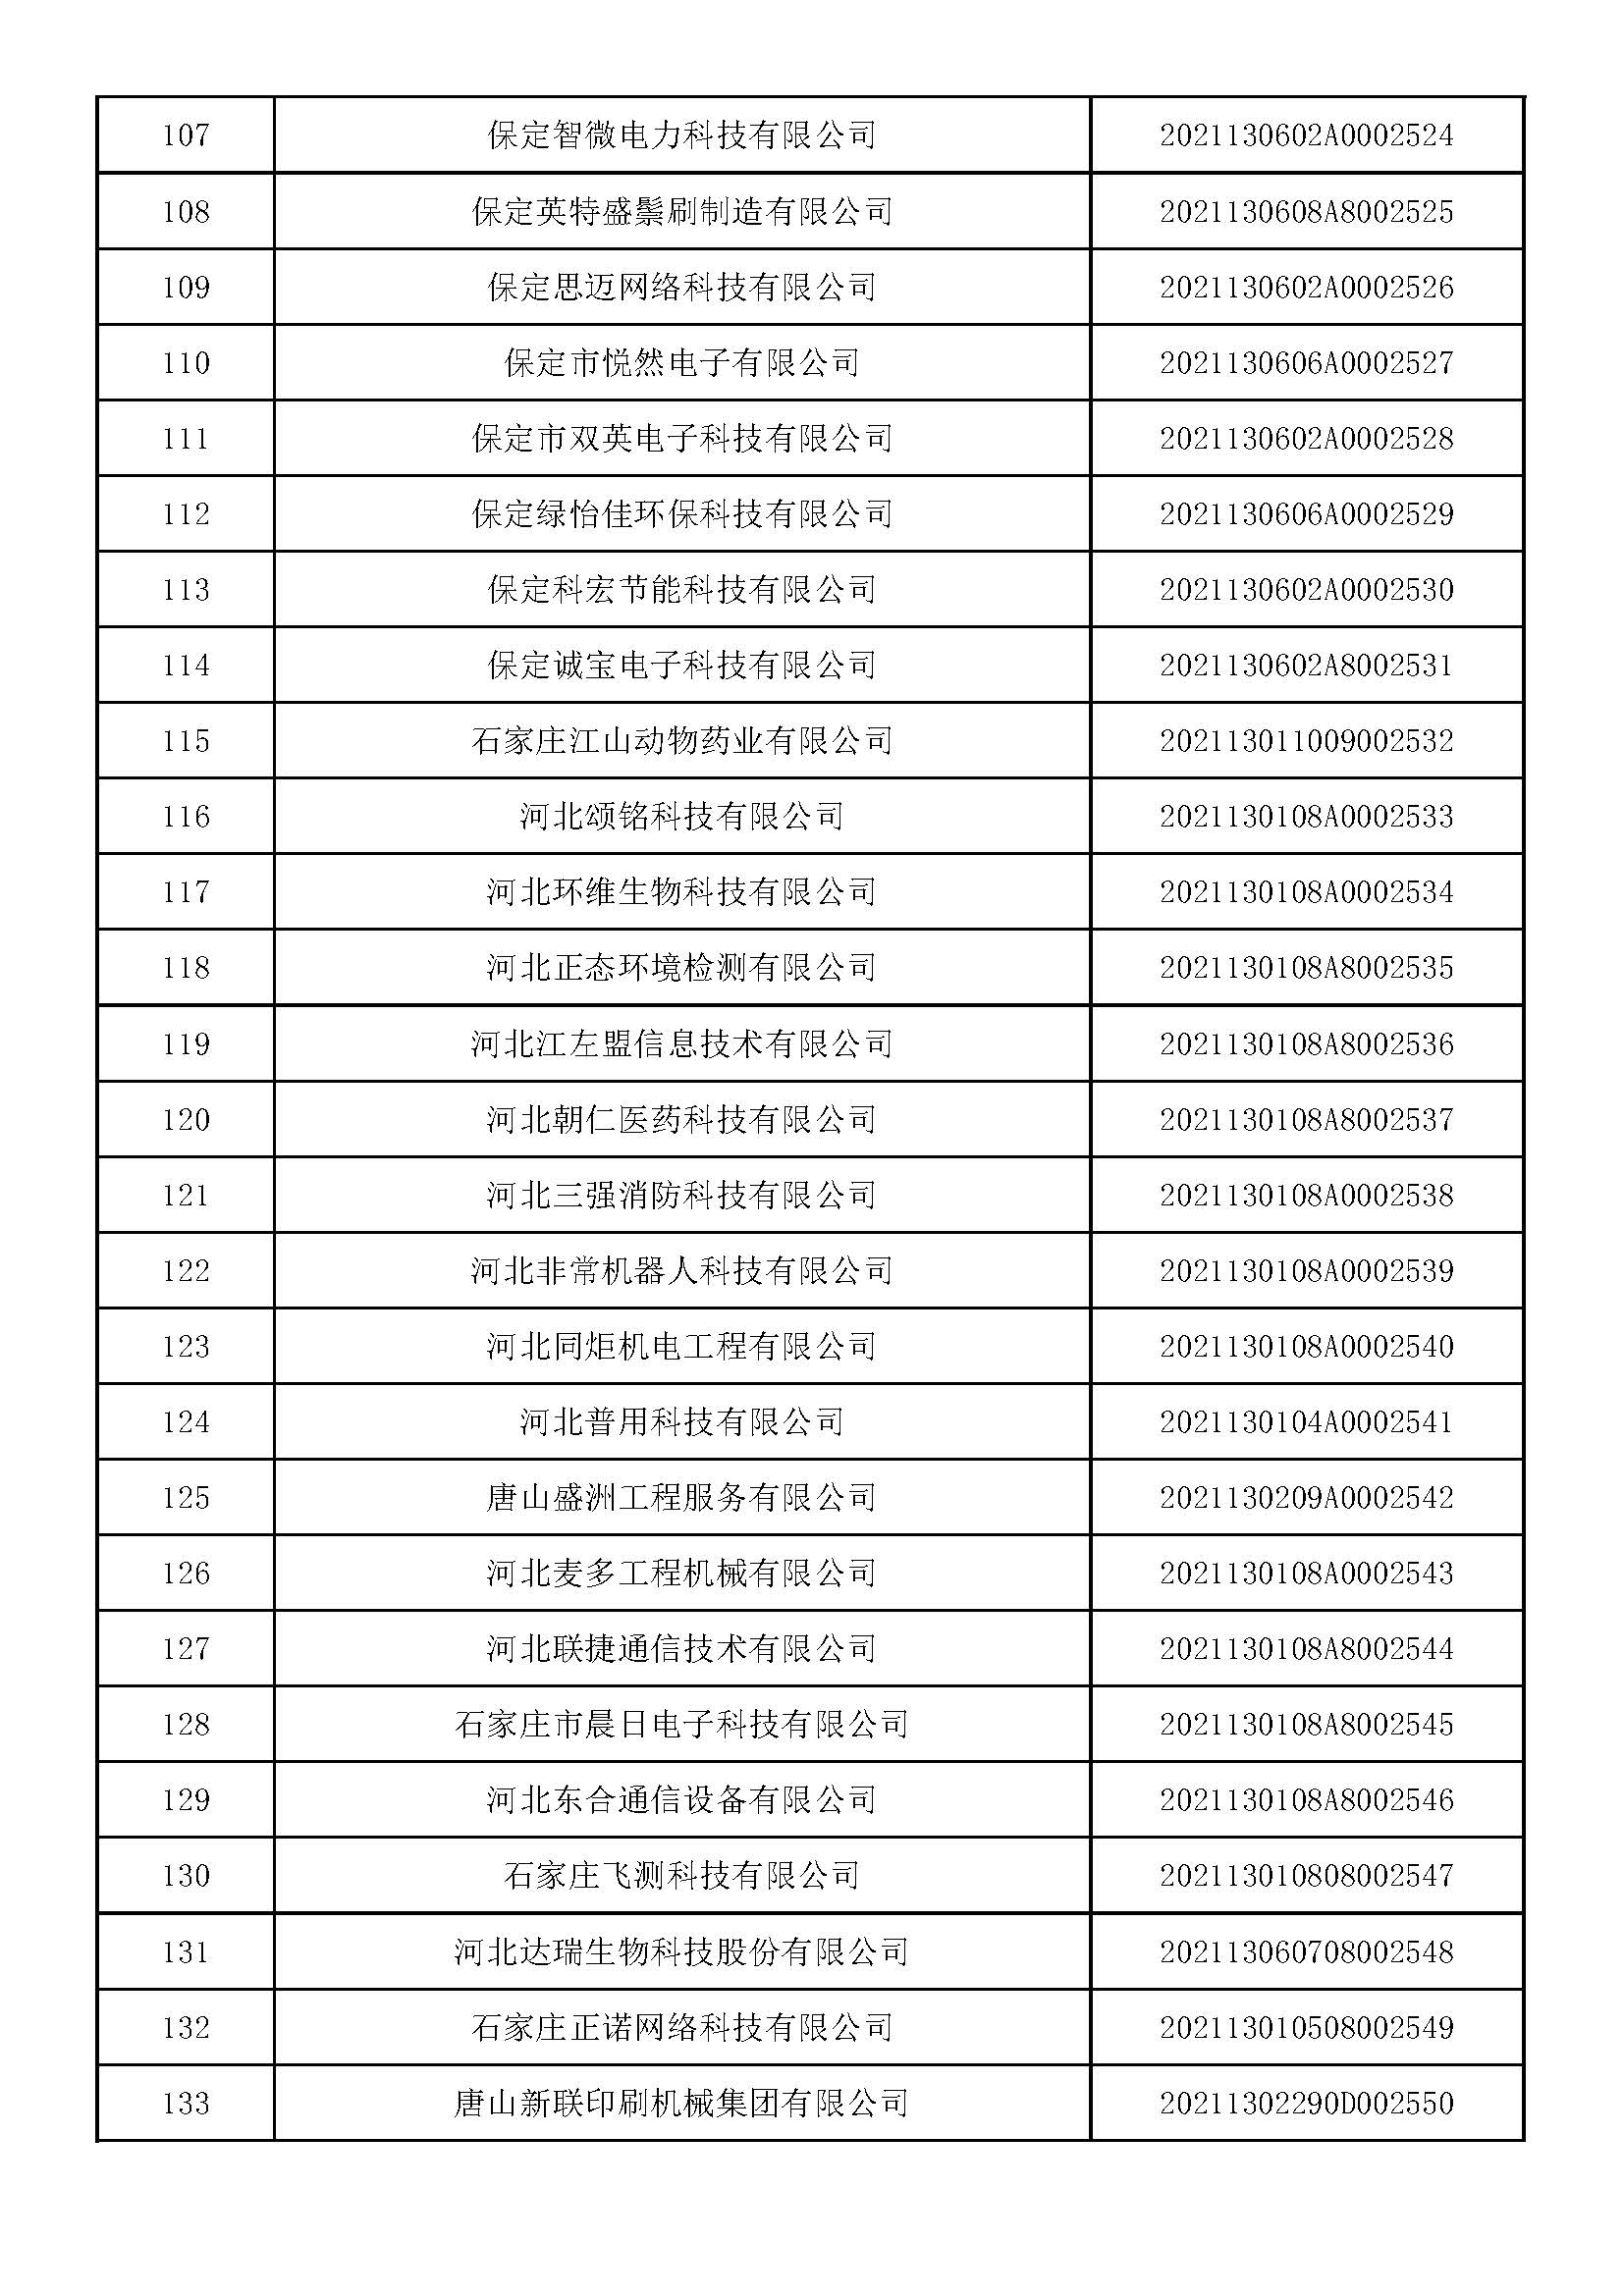 107 保定智微电力科技有限公司 2021130602A0002524
108 保定英特盛鬃刷制造有限公司 2021130608A8002525
109 保定思迈网络科技有限公司 2021130602A0002526
110 保定市悦然电子有限公司 2021130606A0002527
111 保定市双英电子科技有限公司 2021130602A0002528
112 保定绿怡佳环保科技有限公司 2021130606A0002529
113 保定科宏节能科技有限公司 2021130602A0002530
114 保定诚宝电子科技有限公司 2021130602A8002531
115 石家庄江山动物药业有限公司 202113011009002532
116 河北颂铭科技有限公司 2021130108A0002533
117 河北环维生物科技有限公司 2021130108A0002534
118 河北正态环境检测有限公司 2021130108A8002535
119 河北江左盟信息技术有限公司 2021130108A8002536
120 河北朝仁医药科技有限公司 2021130108A8002537
121 河北三强消防科技有限公司 2021130108A0002538
122 河北非常机器人科技有限公司 2021130108A0002539
123 河北同炬机电工程有限公司 2021130108A0002540
124 河北普用科技有限公司 2021130104A0002541
125 唐山盛洲工程服务有限公司 2021130209A0002542
126 河北麦多工程机械有限公司 2021130108A0002543
127 河北联捷通信技术有限公司 2021130108A8002544
128 石家庄市晨日电子科技有限公司 2021130108A8002545
129 河北东合通信设备有限公司 2021130108A8002546
130 石家庄飞测科技有限公司 202113010808002547
131 河北达瑞生物科技股份有限公司 202113060708002548
132 石家庄正诺网络科技有限公司 202113010508002549
133 唐山新联印刷机械集团有限公司 20211302290D002550